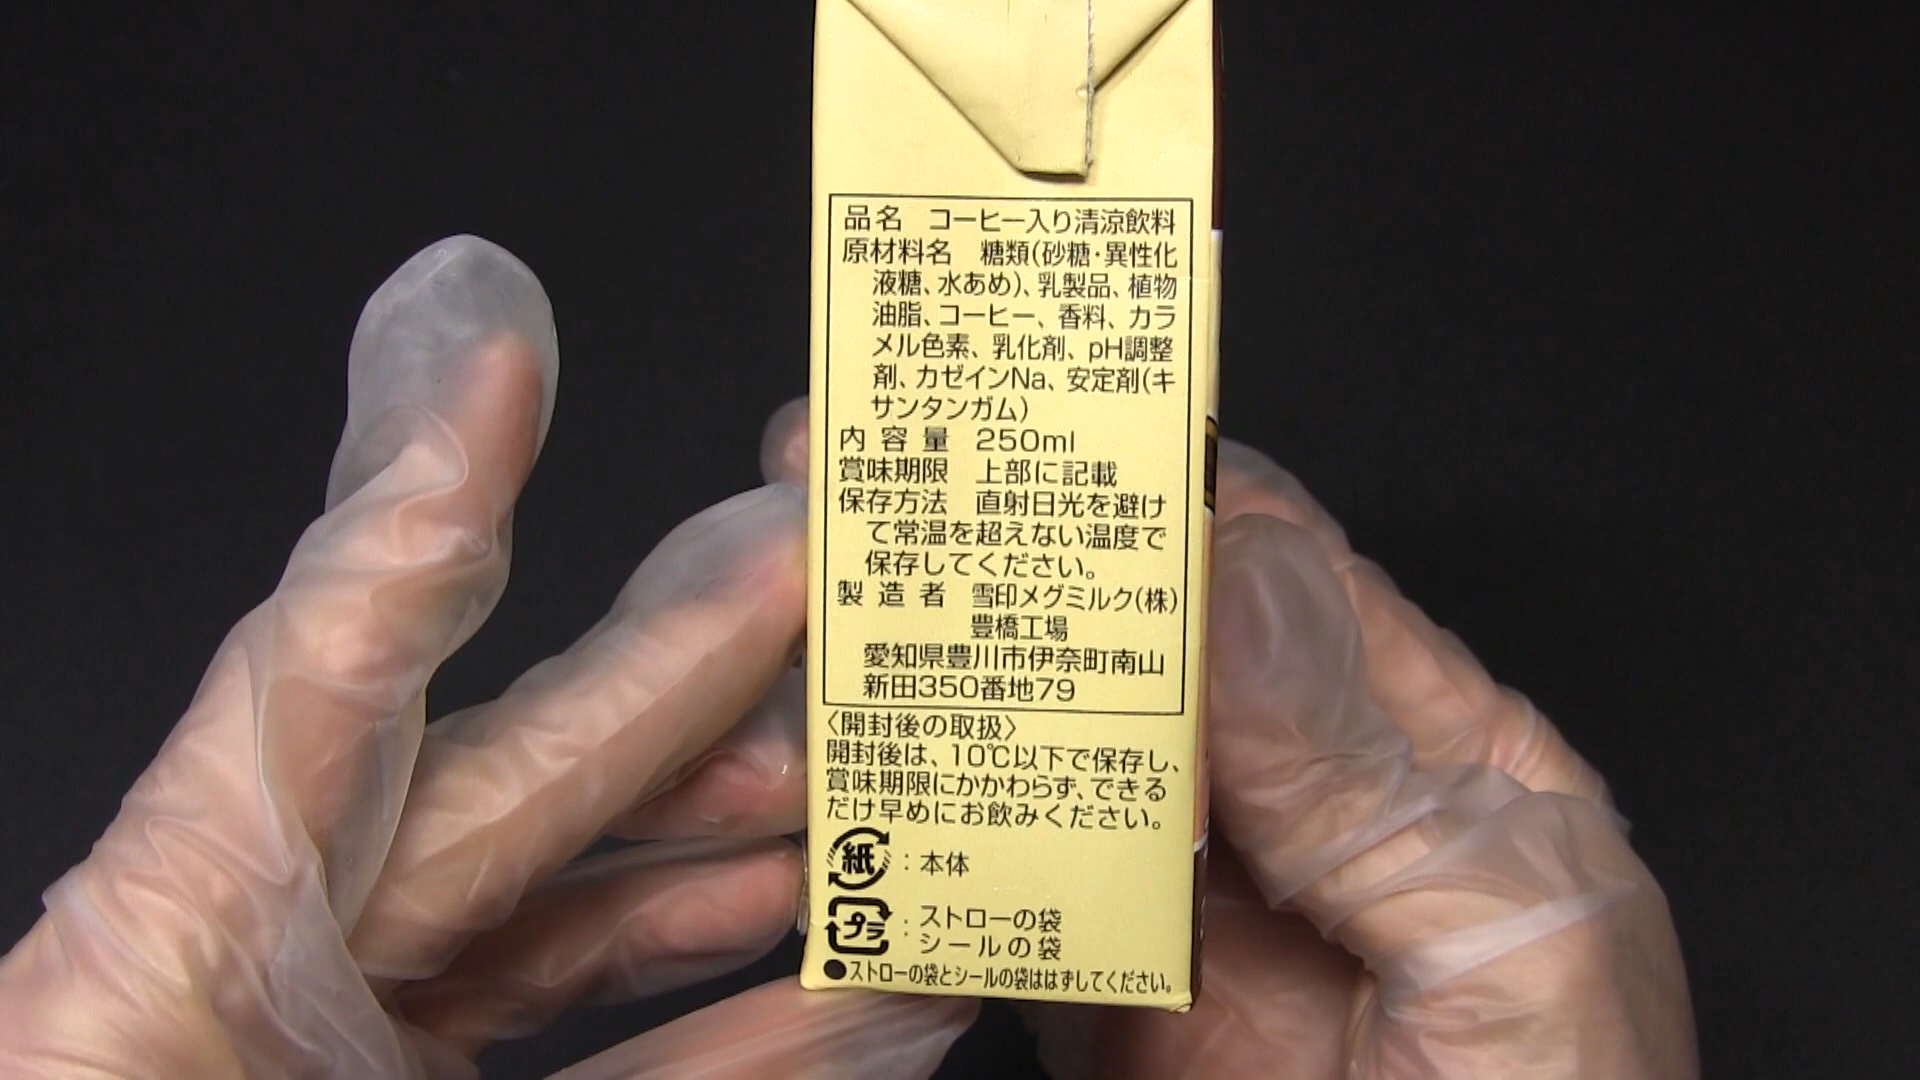 品名 コーヒー入り清涼飲料
原材料名 糖類(砂糖・異性化
液糖、水あめ)、乳製品、植物
油脂、コーヒー、香料、カラ
メル色素、乳化剤、pH調整
剤、カゼインNa、安定剤(キ
サンタンガム)
内容量 250ml
賞味期限 上部に記載
保存方法 直射日光を避け
て常温を超えない温度で
保存してください。
製造者 雪印メグミルク(株)
豊橋工場
愛知県豊川市伊奈町南山
新田350番地79
〈開封後の取扱〉
開封後は、10℃以下で保存し、
賞味期限にかかわらず、できる
だけ早めにお飲みください。
紙：本体
プラ：ストローの袋
シールの袋
●ストローの袋とシールの袋ははずしてください。